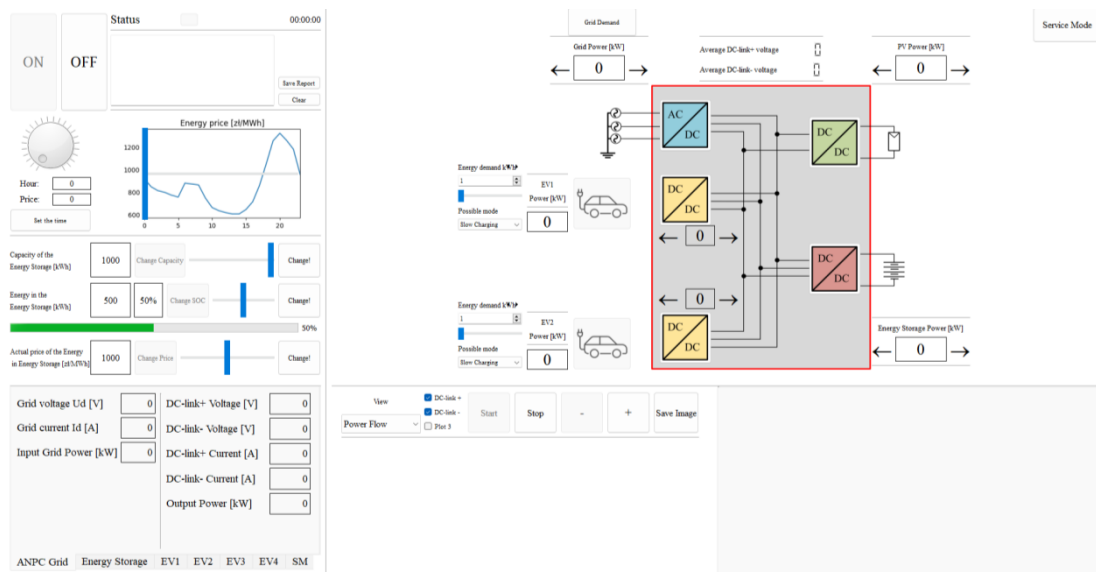 Status
00:00:00
ON
OFF
Save Report
Clear
Energy price [zł/MWh]
1200
1000
800
600
0
5
10
15
20
Hour:
0
Price:
0
Set the time
Capacity of the
Energy Storage [kWh]
1000
Change Capacity
Change!
Energy in the
Energy Storage [kWh]
500
50%
Change SOC
Change!
50%
Actual price of the Energy
in Energy Storage [zł/MWh]
1000
Change Price
Change!
Grid voltage Ud [V]
0
Grid current Id [A]
0
Input Grid Power [kW]
0
DC-link+ Voltage [V]
0
DC-link- Voltage [V]
0
DC-link+ Current [A]
0
DC-link- Current [A]
0
Output Power [kW]
0
ANPC Grid
Energy Storage
EV1
EV2
EV3
EV4
SM
Grid Demand
Service Mode
Grid Power [kW]
0
Average DC-link+ voltage
0
Average DC-link- voltage
0
PV Power [kW]
0
AC
DC
DC
DC
Energy demand kWh
1
Possible mode
Slow Charging
EV1
Power [kW]
0
DC
DC
0
DC
DC
Energy demand kWh
1
Possible mode
Slow Charging
EV2
Power [kW]
0
0
DC
DC
Energy Storage Power [kW]
0
View
Power Flow
DC-link +
DC-link -
Plot 3
Start
Stop
-
+
Save Image